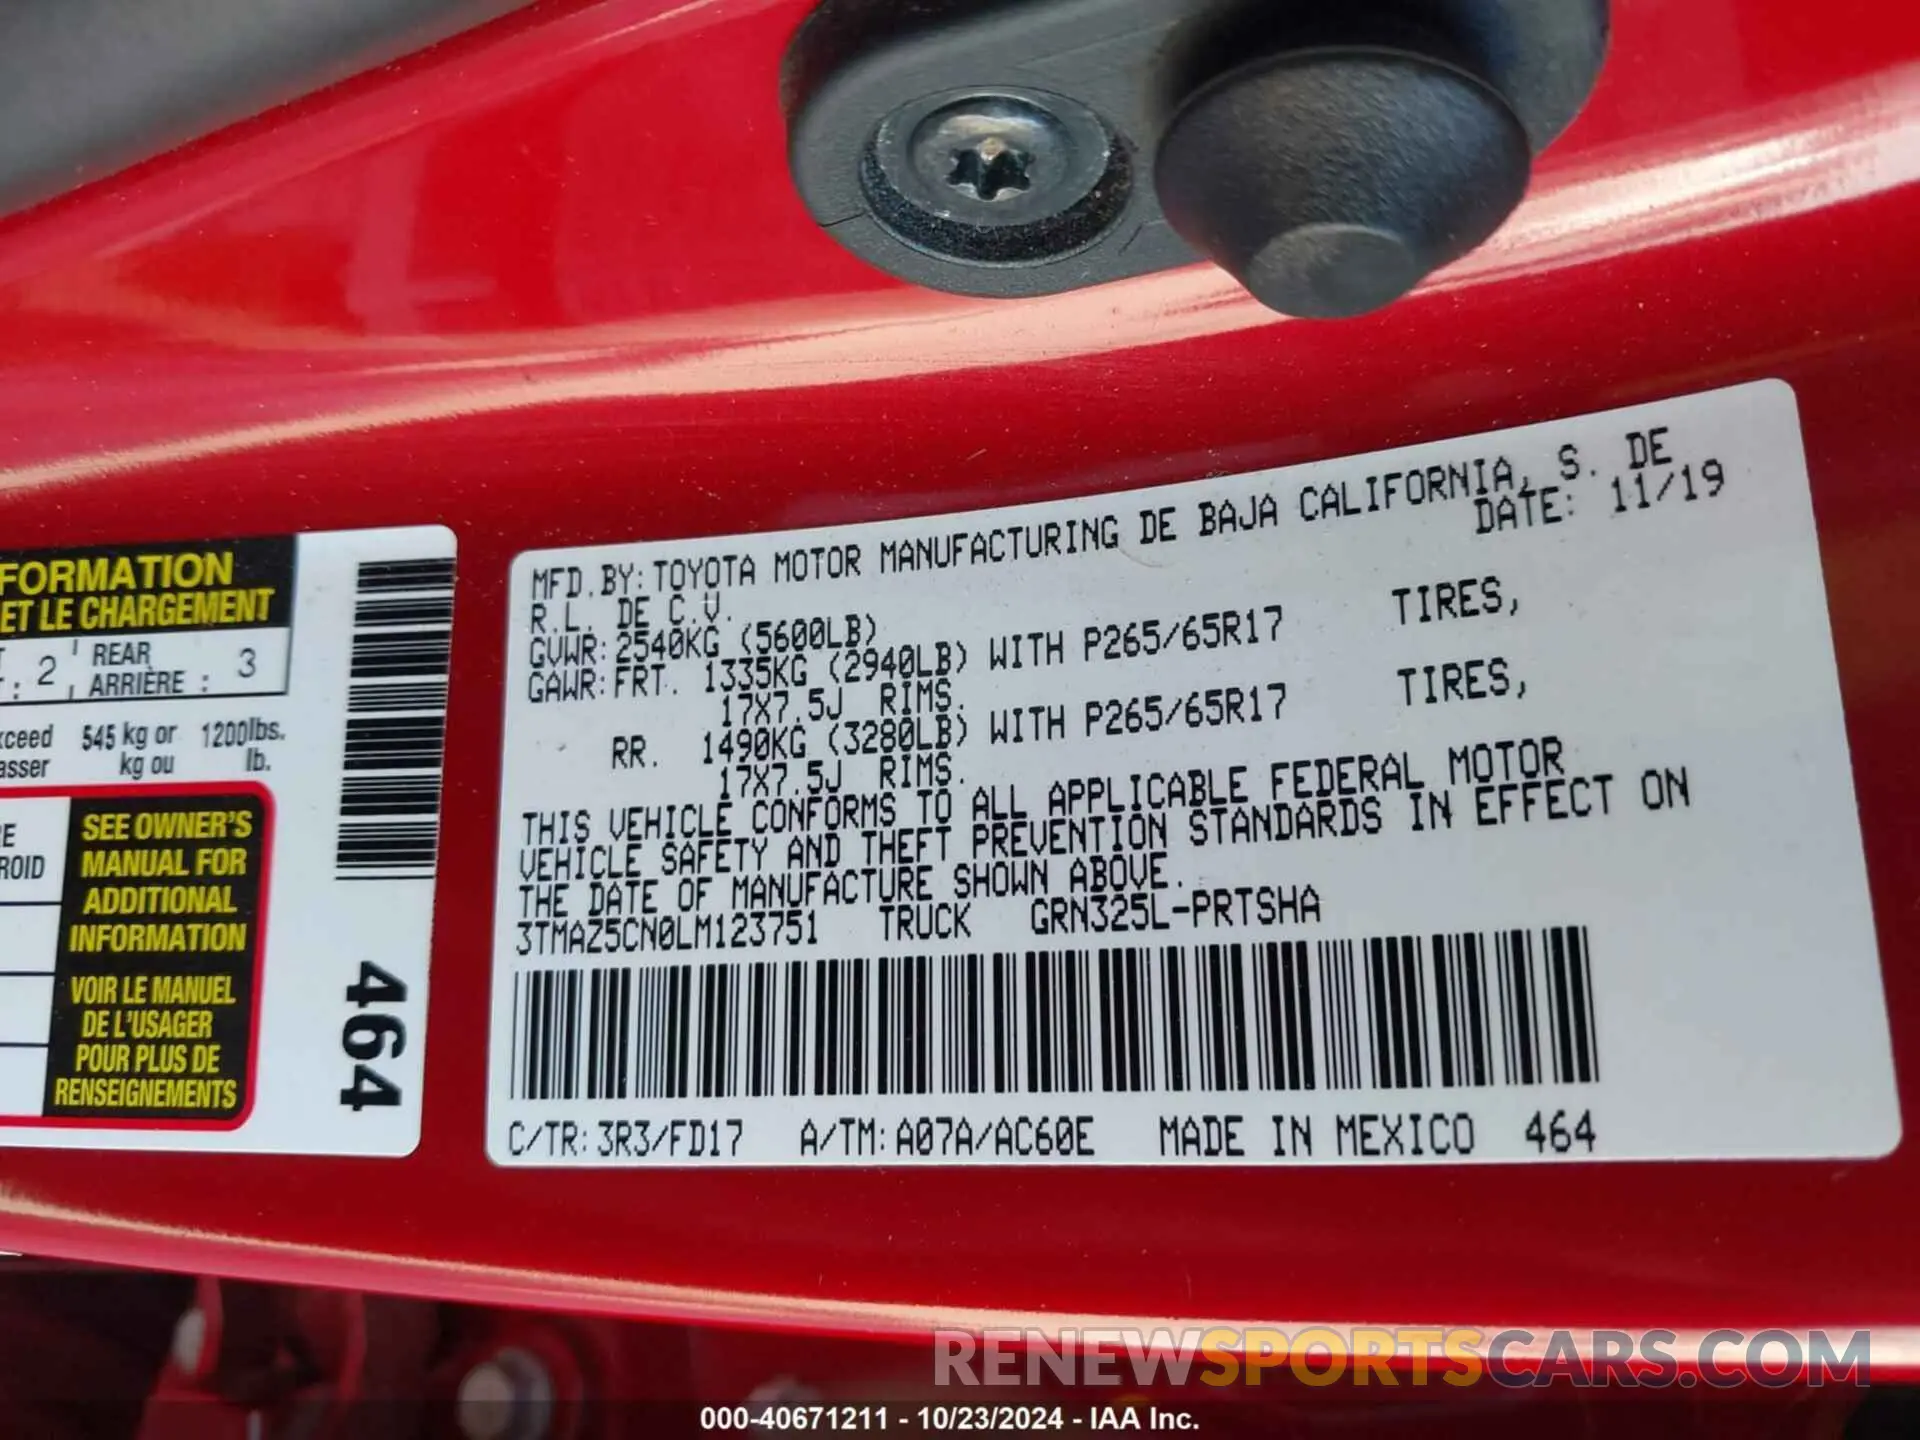 FORMATION
ET LE CHARGEMENT
2 REAR ARRIÈRE : 3
545 kg or 1200lbs.
kg ou lb.
SEE OWNER'S
MANUAL FOR
ADDITIONAL
INFORMATION
VOIR LE MANUEL
DE L'USAGER
POUR PLUS DE
RENSEIGNEMENTS
464
MFD.BY:TOYOTA MOTOR MANUFACTURING DE BAJA CALIFORNIA, S. DE
R.L. DE C.V. DATE: 11/19
GVWR:2540KG (5600LB)
GAWR:FRT. 1335KG (2940LB) WITH P265/65R17 TIRES,
17X7.5J RIMS.
RR. 1490KG (3280LB) WITH P265/65R17 TIRES,
17X7.5J RIMS.
THIS VEHICLE CONFORMS TO ALL APPLICABLE FEDERAL MOTOR
VEHICLE SAFETY AND THEFT PREVENTION STANDARDS IN EFFECT ON
THE DATE OF MANUFACTURE SHOWN ABOVE.
3TMAZ5CN0LM123751 TRUCK GRN325L-PRTSHA
C/TR:3R3/FD17 A/TM:A07A/AC60E MADE IN MEXICO 464
RENEWSPORTSCARS.COM
000-40671211 - 10/23/2024 - IAA Inc.